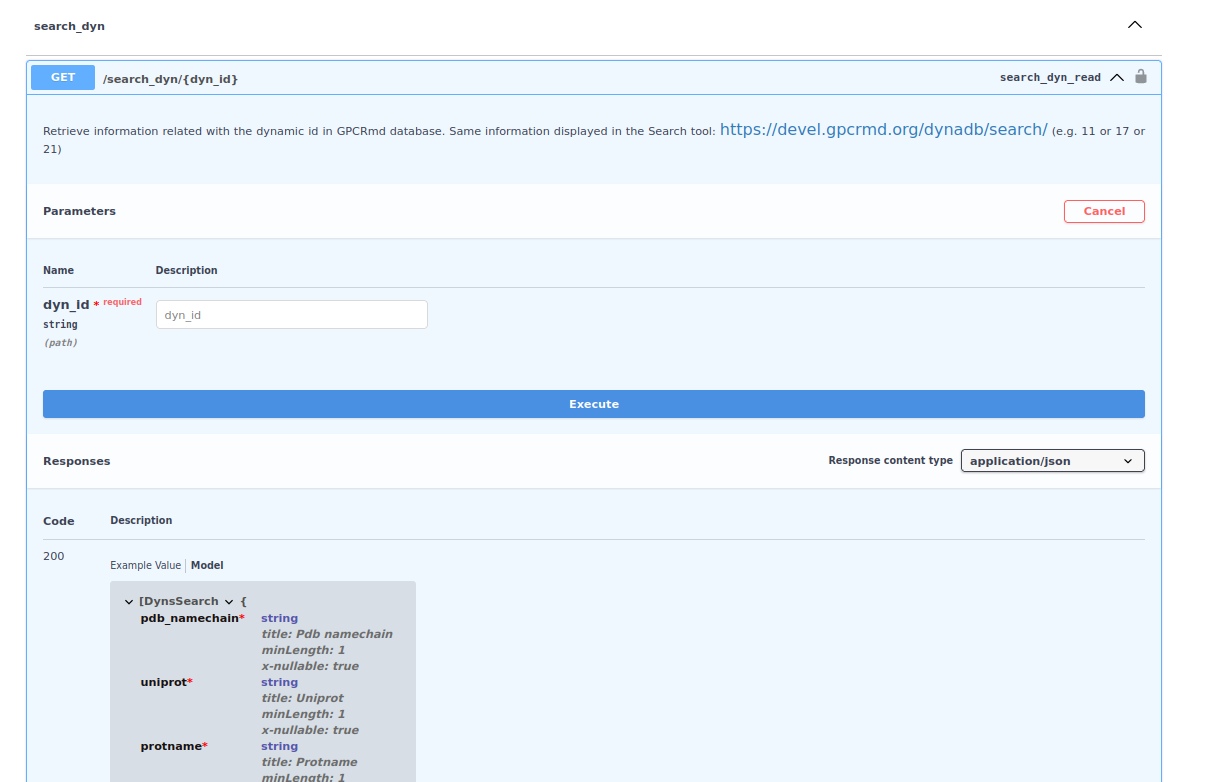 search_dyn
GET /search_dyn/{dyn_id} search_dyn_read
Retrieve information related with the dynamic id in GPCRmd database. Same information displayed in the Search tool: https://devel.gpcrmd.org/dynadb/search/ (e.g. 11 or 17 or
21)
Parameters Cancel
Name Description
dyn_id * required
string
(path)
dyn_id
Execute
Responses Response content type application/json
Code Description
200
Example Value Model
[DynsSearch {
pdb_namechain* string
title: Pdb namechain
minLength: 1
x-nullable: true
uniprot* string
title: Uniprot
minLength: 1
x-nullable: true
protname* string
title: Protname
minLength: 1